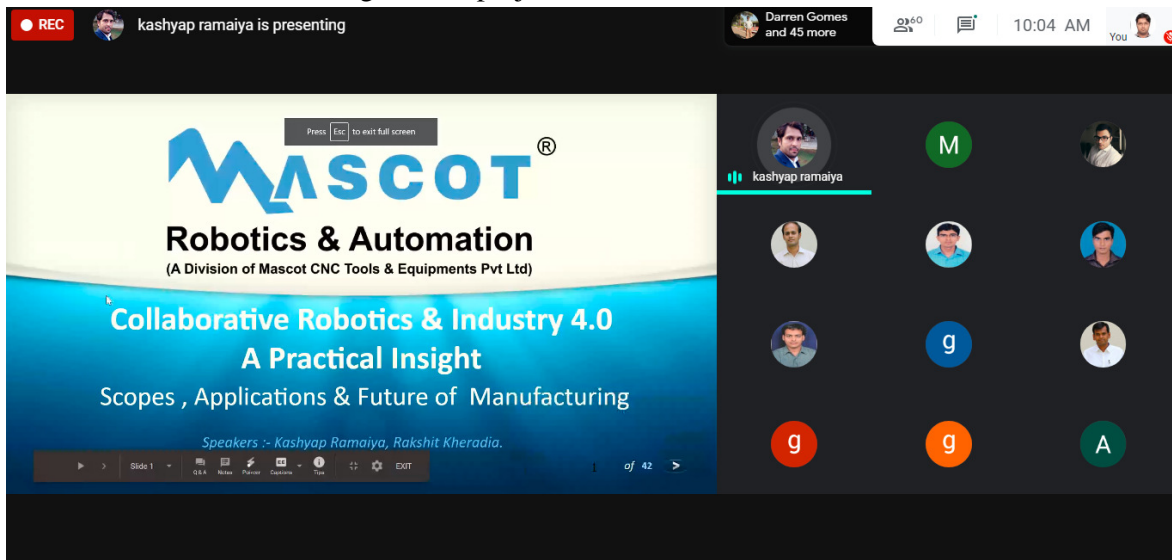 REC
kashyap ramaiya is presenting
Darren Gomes
and 45 more
60
10:04 AM
You
Press Esc to exit full screen
MASCOT®
Robotics & Automation
(A Division of Mascot CNC Tools & Equipments Pvt Ltd)
Collaborative Robotics & Industry 4.0
A Practical Insight
Scopes , Applications & Future of Manufacturing
Speakers :- Kashyap Ramaiya, Rakshit Kheradia.
Slide 1
Q&A Notes Pointer Captions Tips
EXIT
1 of 42 >
kashyap ramaiya
M
g
g
g
A